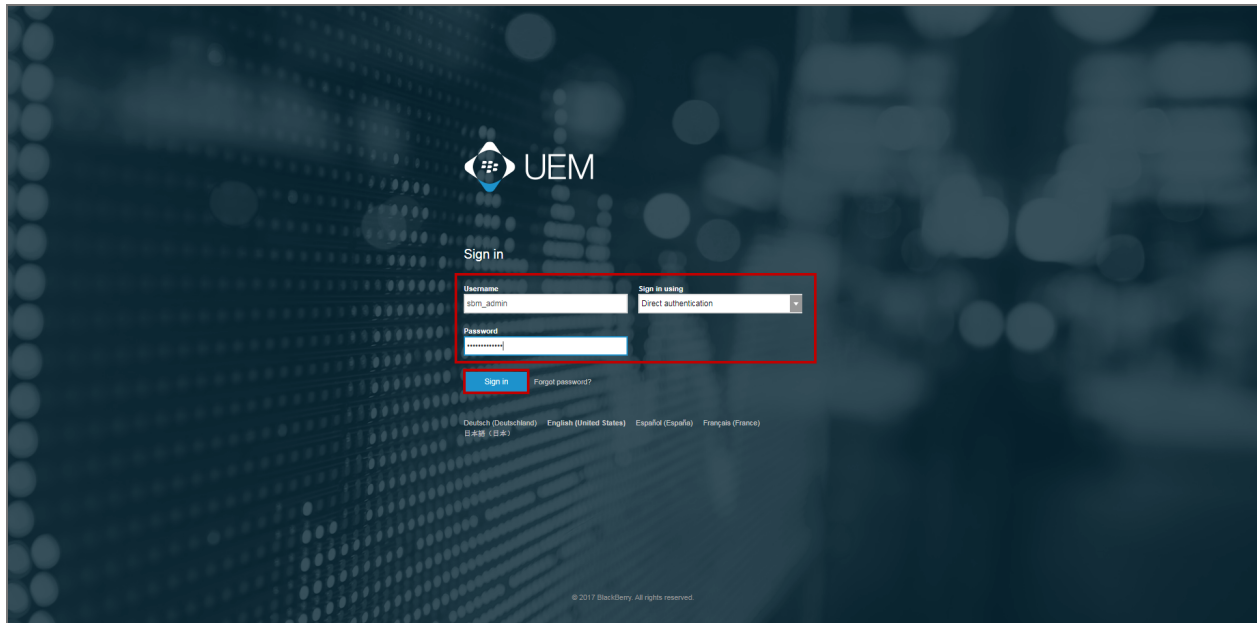 UEM
Sign in
Username Sign in using
sbm_admin Direct authentication
Password
•••••••••••••
Sign in Forgot password?
Deutsch (Deutschland) English (United States) Español (España) Français (France)
日本語（日本）
© 2017 BlackBerry. All rights reserved.